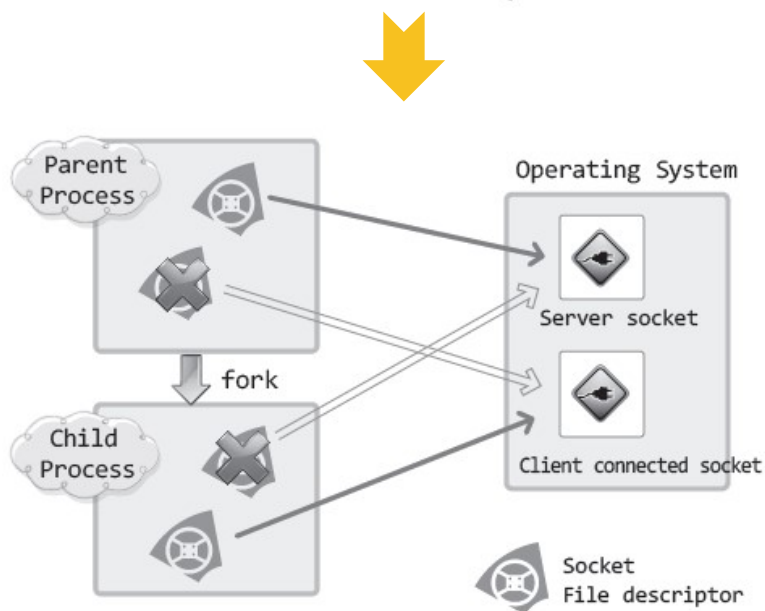 Parent
Process
Operating System
Server socket
fork
Child
Process
Client connected socket
Socket
File descriptor